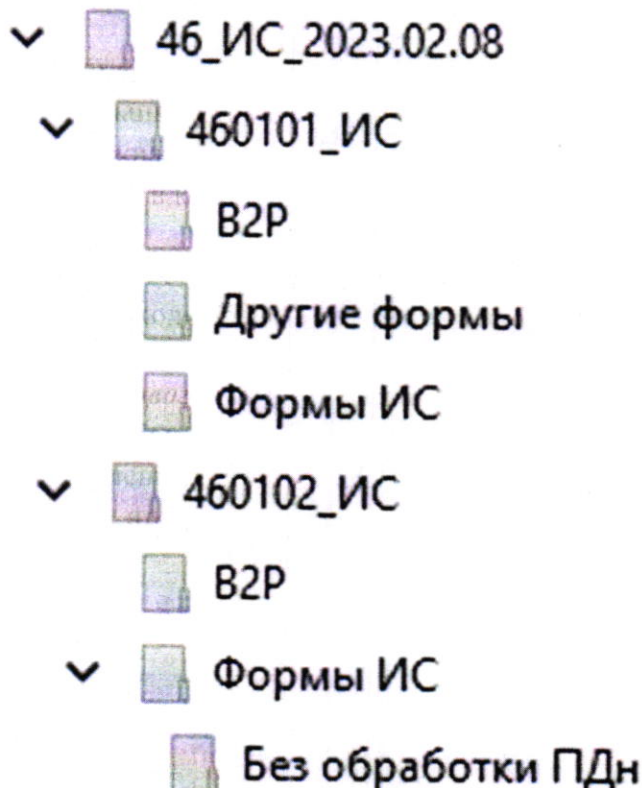 46_ИС_2023.02.08
460101_ИС
B2P
Другие формы
Формы ИС
460102_ИС
B2P
Формы ИС
Без обработки ПДн